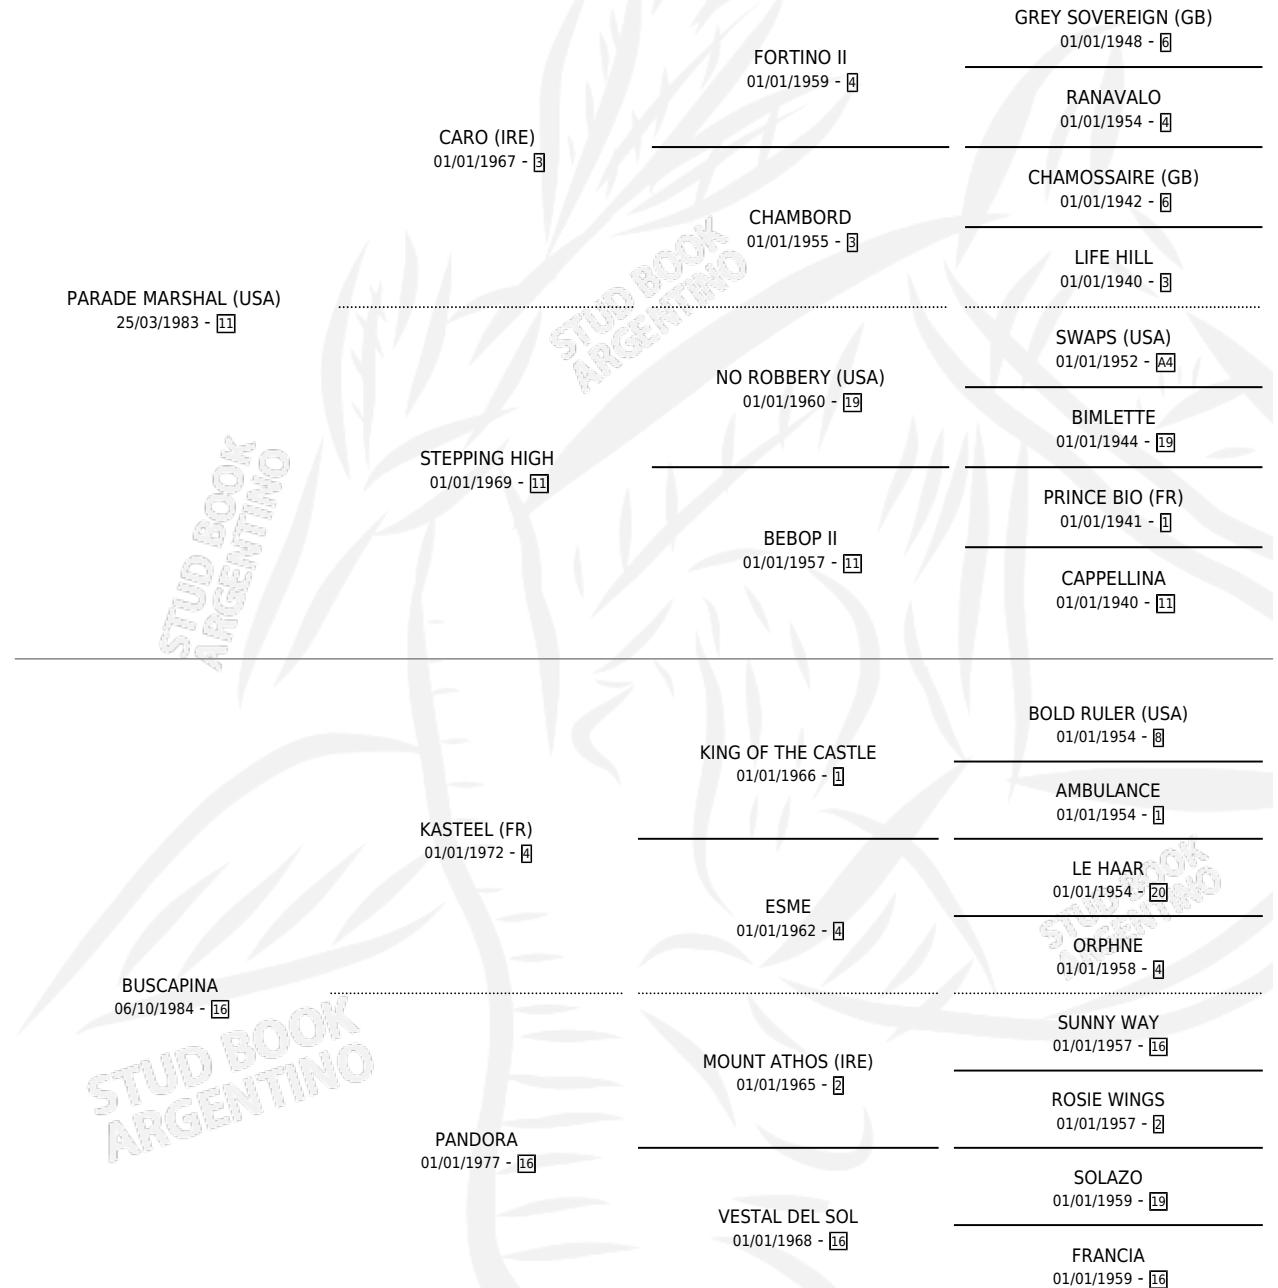 GREY SOVEREIGN (GB)
01/01/1948 - 6
FORTINO II
01/01/1959 - 4
RANAVALO
01/01/1954 - 4
CARO (IRE)
01/01/1967 - 3
CHAMOSSAIRE (GB)
01/01/1942 - 6
CHAMBORD
01/01/1955 - 3
LIFE HILL
01/01/1940 - 3
PARADE MARSHAL (USA)
25/03/1983 - 11
SWAPS (USA)
01/01/1952 - A4
NO ROBBERY (USA)
01/01/1960 - 19
BIMLETTE
01/01/1944 - 19
STEPPING HIGH
01/01/1969 - 11
PRINCE BIO (FR)
01/01/1941 - 1
BEBOP II
01/01/1957 - 11
CAPPELLINA
01/01/1940 - 11
BOLD RULER (USA)
01/01/1954 - 8
KING OF THE CASTLE
01/01/1966 - 1
AMBULANCE
01/01/1954 - 1
KASTEEL (FR)
01/01/1972 - 4
LE HAAR
01/01/1954 - 20
ESME
01/01/1962 - 4
ORPHNE
01/01/1958 - 4
BUSCAPINA
06/10/1984 - 16
SUNNY WAY
01/01/1957 - 16
MOUNT ATHOS (IRE)
01/01/1965 - 2
ROSIE WINGS
01/01/1957 - 2
PANDORA
01/01/1977 - 16
SOLAZO
01/01/1959 - 19
VESTAL DEL SOL
01/01/1968 - 16
FRANCIA
01/01/1959 - 16
STUD BOOK
ARGENTINO
STUD BOOK
ARGENTINO
STUD BOOK
ARGENTINO
STUD BOOK
ARGENTINO